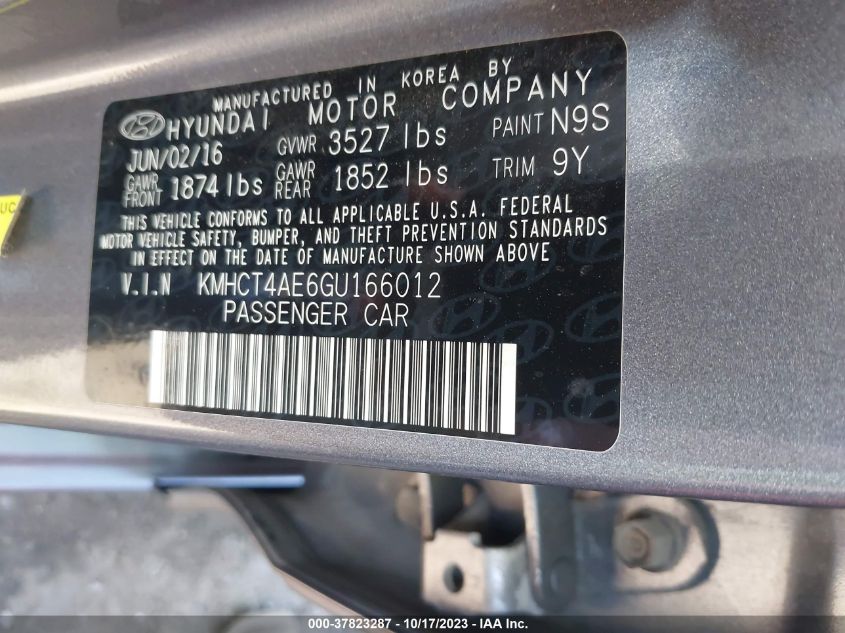 MANUFACTURED IN KOREA BY
HYUNDAI MOTOR COMPANY
JUN/02/16 GVWR 3527 lbs PAINT N9S
GAWR FRONT 1874 lbs GAWR REAR 1852 lbs TRIM 9Y
THIS VEHICLE CONFORMS TO ALL APPLICABLE U.S.A. FEDERAL
MOTOR VEHICLE SAFETY, BUMPER, AND THEFT PREVENTION STANDARDS
IN EFFECT ON THE DATE OF MANUFACTURE SHOWN ABOVE
V.I.N KMHCT4AE6GU166012
PASSENGER CAR
UC
000-37823287 - 10/17/2023 - IAA Inc.